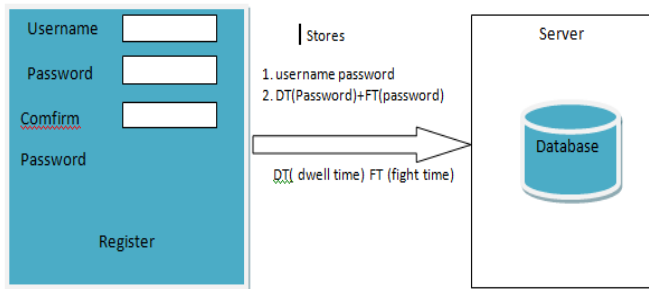 Username
Password
Comfirm
Password
Register
Stores
1. username password
2. DT(Password)+FT(password)
DT( dwell time) FT (fight time)
Server
Database